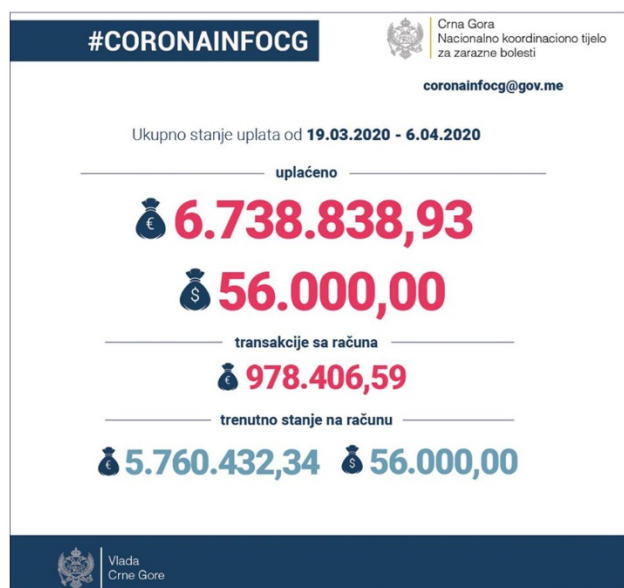 #CORONAINFOCG
Crna Gora
Nacionalno koordinaciono tijelo
za zarazne bolesti
coronainfocg@gov.me
Ukupno stanje uplata od 19.03.2020 - 6.04.2020
uplaćeno
€ 6.738.838,93
$ 56.000,00
transakcije sa računa
€ 978.406,59
trenutno stanje na računu
€ 5.760.432,34 $ 56.000,00
Vlada
Crne Gore